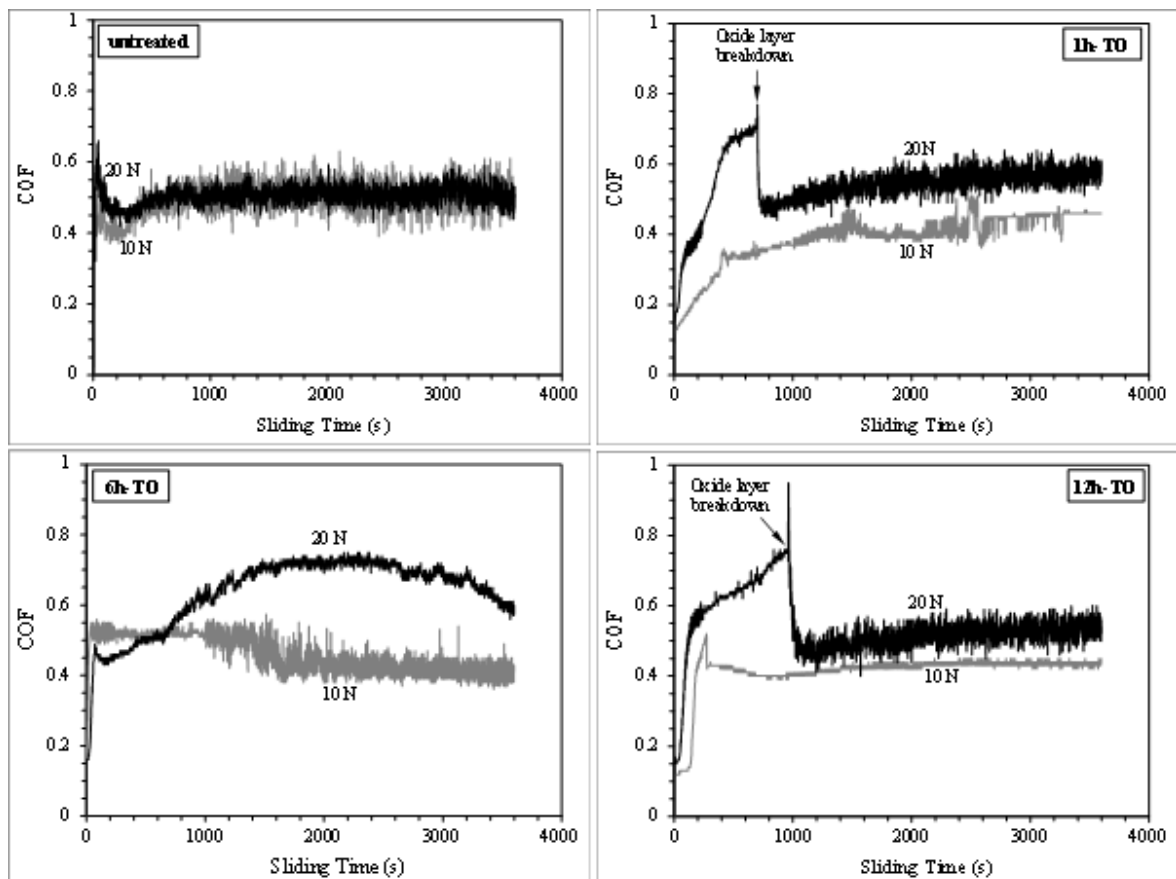 untreated
1
0.8
0.6
0.4
0.2
0
COF
20 N
10 N
0
1000
2000
3000
4000
Sliding Time (s)
1h-TO
Oxide layer
breakdown
1
0.8
0.6
0.4
0.2
0
COF
20N
10 N
0
1000
2000
3000
4000
Sliding Time (s)
6h-TO
1
0.8
0.6
0.4
0.2
0
COF
20 N
10 N
0
1000
2000
3000
4000
Sliding Time (s)
12h-TO
Oxide layer
breakdown
1
0.8
0.6
0.4
0.2
0
COF
20N
10 N
0
1000
2000
3000
4000
Sliding Time (s)